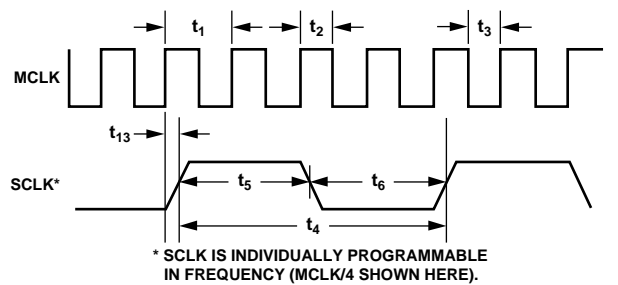 t1
t2
t3
MCLK
t13
SCLK*
t5
t6
t4
* SCLK IS INDIVIDUALLY PROGRAMMABLE
IN FREQUENCY (MCLK/4 SHOWN HERE).